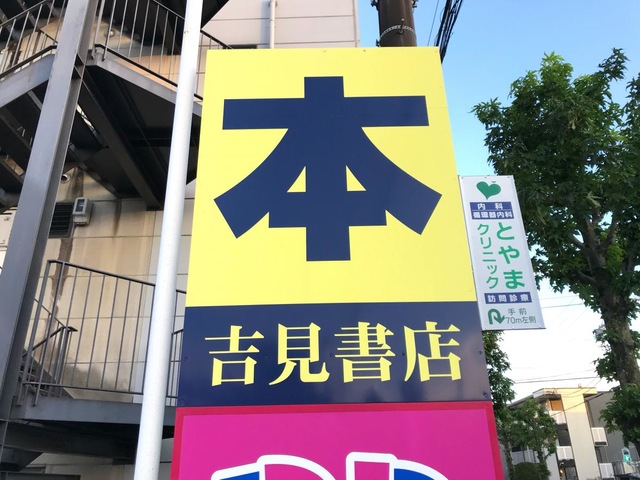 本
吉見書店
内科
循環器内科
とやま
クリニック
訪問診療
手前
70m左側